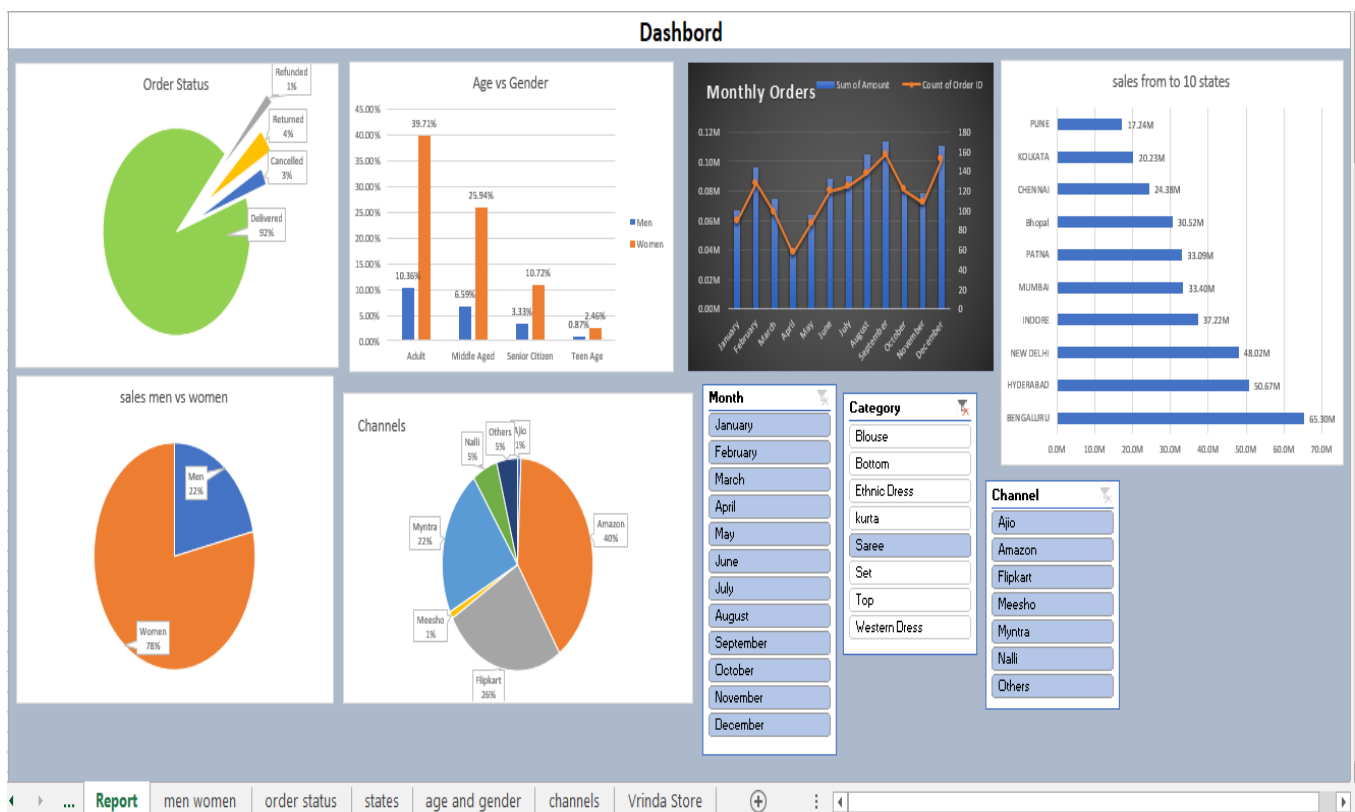 Dashbord
Order Status
Refunded
1%
Returned
4%
Cancelled
3%
Delivered
92%
Age vs Gender
45.00%
40.00%
35.00%
30.00%
25.00%
20.00%
15.00%
10.00%
5.00%
0.00%
10.36%
39.71%
6.59%
25.94%
3.33%
10.72%
0.87%
2.46%
Adult
Middle Aged
Senior Citizen
Teen Age
Men
Women
Monthly Orders
Sum of Amount
Count of Order ID
0.12M
0.10M
0.08M
0.06M
0.04M
0.02M
0.00M
180
160
140
120
100
80
60
40
20
0
January
February
March
April
May
June
July
August
September
October
November
December
sales from to 10 states
PUNE
17.24M
KOLKATA
20.23M
CHENNAI
24.38M
Bhopal
30.52M
PATNA
33.09M
MUMBAI
33.40M
INDORE
37.22M
NEW DELHI
48.02M
HYDERABAD
50.67M
BENGALURU
65.30M
0.0M
10.0M
20.0M
30.0M
40.0M
50.0M
60.0M
70.0M
sales men vs women
Men
22%
Women
78%
Channels
Nalli
5%
Others
5%
Ajio
1%
Amazon
40%
Myntra
22%
Meesho
1%
Flipkart
26%
Month
January
February
March
April
May
June
July
August
September
October
November
December
Category
Blouse
Bottom
Ethnic Dress
kurta
Saree
Set
Top
Western Dress
Channel
Ajio
Amazon
Flipkart
Meesho
Myntra
Nalli
Others
...
Report
men women
order status
states
age and gender
channels
Vrinda Store